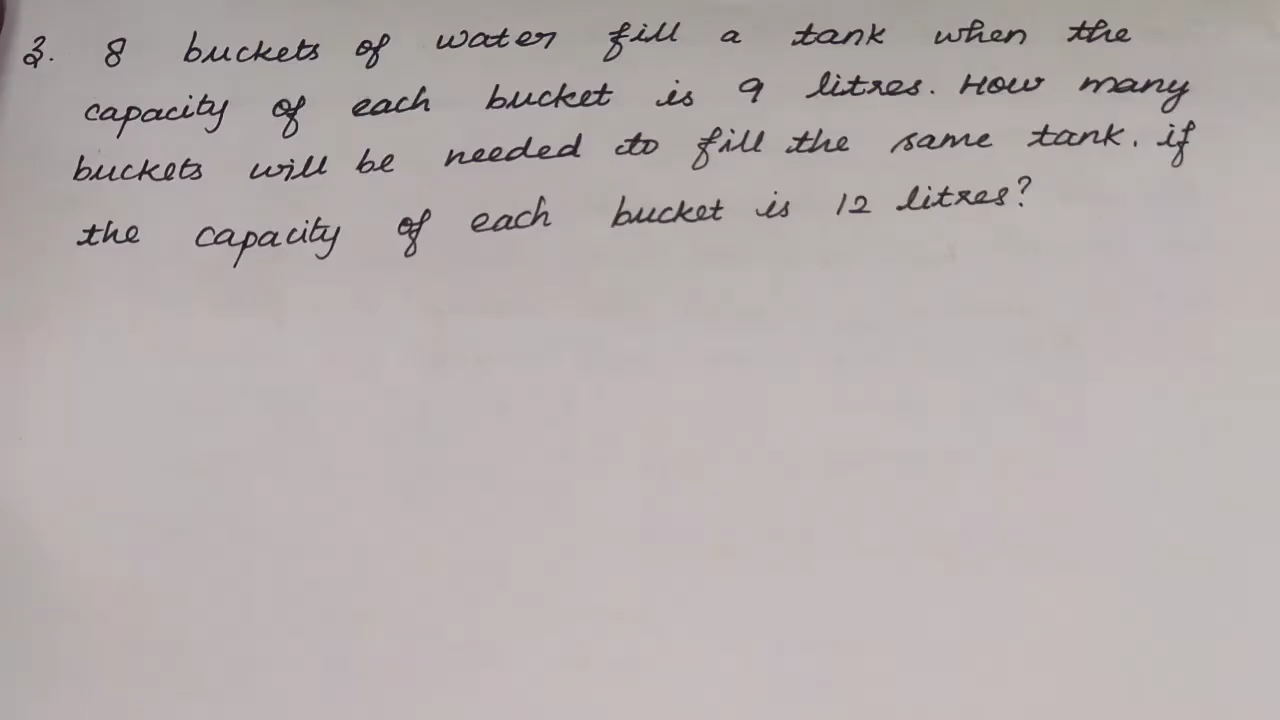 3. 8 buckets of water fill a tank when the
capacity of each bucket is 9 litres. How many
buckets will be needed to fill the same tank. if
the capacity of each bucket is 12 litres?